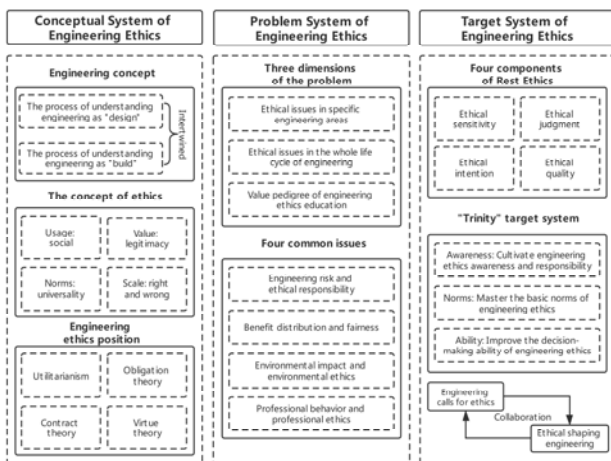 Conceptual System of
Engineering Ethics
Engineering concept
The process of understanding
engineering as "design"
The process of understanding
engineering as "build"
Intertwined
The concept of ethics
Usage:
social
Value:
legitimacy
Norms:
universality
Scale: right
and wrong
Engineering
ethics position
Utilitarianism
Obligation
theory
Contract
theory
Virtue
theory
Problem System of
Engineering Ethics
Three dimensions
of the problem
Ethical issues in specific
engineering areas
Ethical issues in the whole life
cycle of engineering
Value pedigree of engineering
ethics education
Four common issues
Engineering risk and
ethical responsibility
Benefit distribution and fairness
Environmental impact and
environmental ethics
Professional behavior and
professional ethics
Target System of
Engineering Ethics
Four components
of Rest Ethics
Ethical
sensitivity
Ethical
judgment
Ethical
intention
Ethical
quality
"Trinity" target system
Awareness: Cultivate engineering
ethics awareness and responsibility
Norms: Master the basic norms of
engineering ethics
Ability: Improve the decision-
making ability of engineering ethics
Engineering
calls for ethics
Collaboration
Ethical shaping
engineering